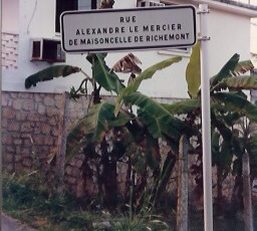 RUE
ALEXANDRE LE MERCIER
DE MAISONCELLE DE RICHEMONT